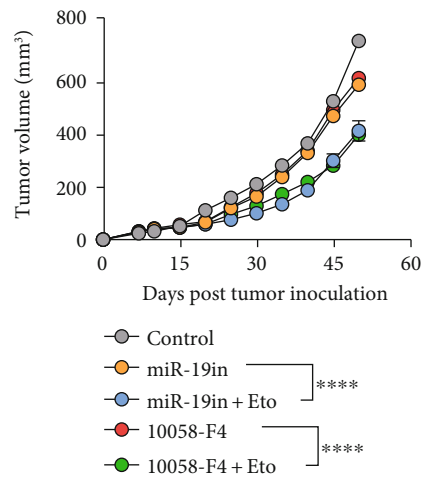 800
600
400
200
0
Tumor volume (mm³)
0 15 30 45 60
Days post tumor inoculation
Control
miR-19in
miR-19in + Eto
****
10058-F4
10058-F4 + Eto
****